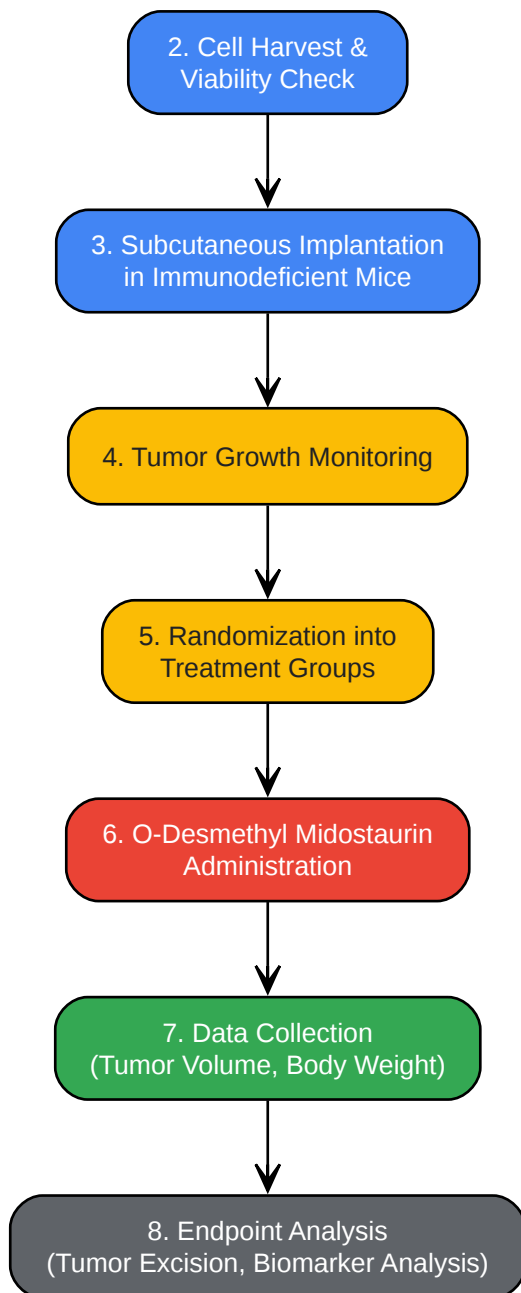 2. Cell Harvest &
Viability Check
3. Subcutaneous Implantation
in Immunodeficient Mice
4. Tumor Growth Monitoring
5. Randomization into
Treatment Groups
6. O-Desmethyl Midostaurin
Administration
7. Data Collection
(Tumor Volume, Body Weight)
8. Endpoint Analysis
(Tumor Excision, Biomarker Analysis)